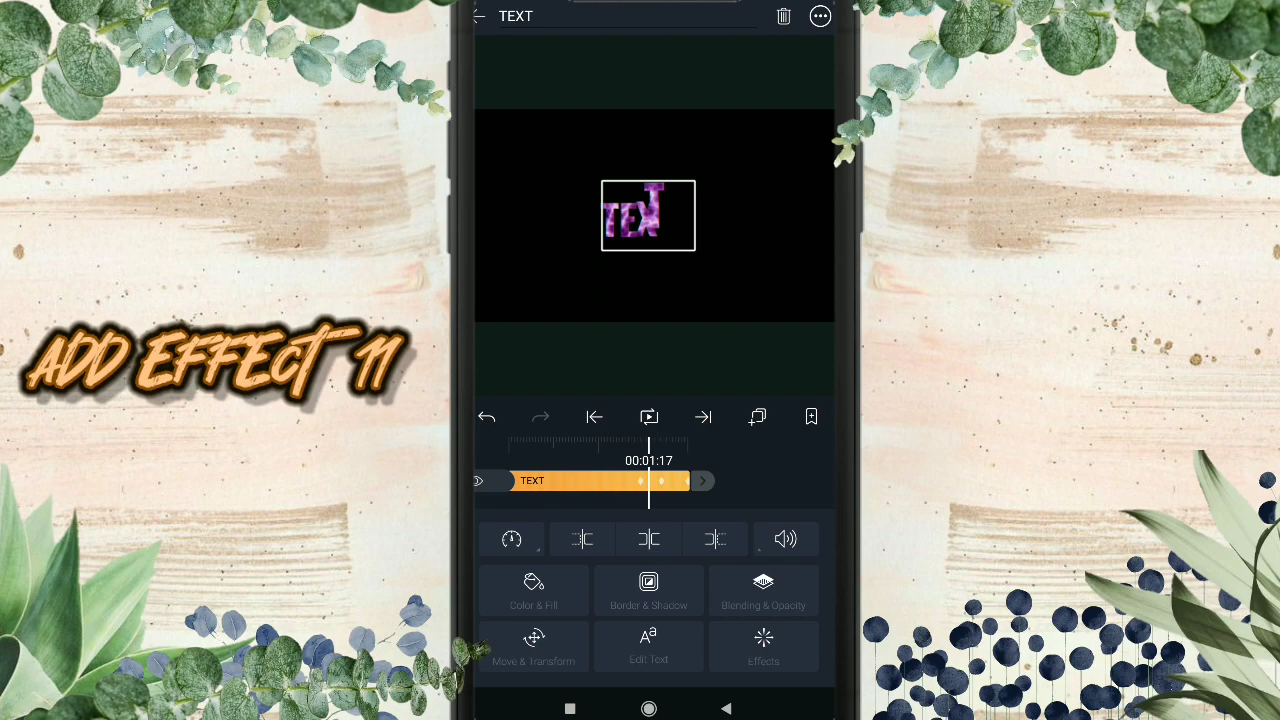 TEXT
TEXT
ADD EFFECT 11
00:01:17
TEXT
Color & Fill
Border & Shadow
Blending & Opacity
Move & Transform
Aa
Edit Text
Effects